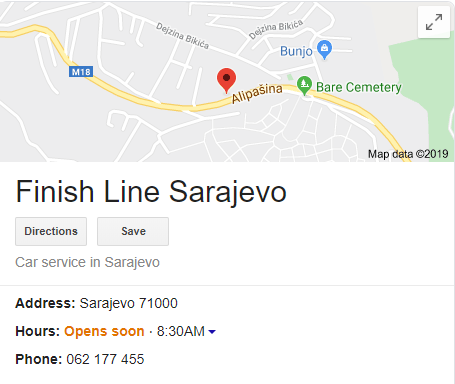 Dejzina Bikića
Dejzina Bikića
Bunjo
M18
Alipašina
Bare Cemetery
Map data ©2019
Finish Line Sarajevo
Directions
Save
Car service in Sarajevo
Address: Sarajevo 71000
Hours: Opens soon · 8:30AM
Phone: 062 177 455